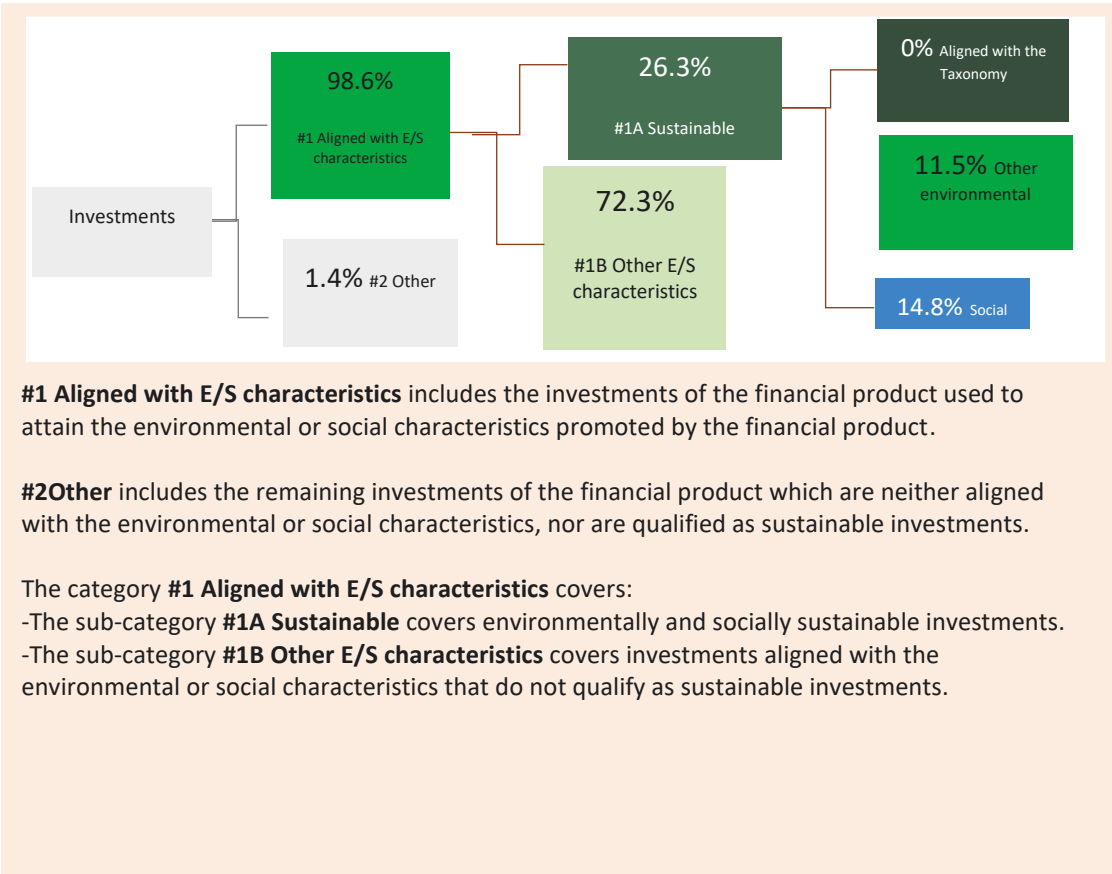 98.6%
#1 Aligned with E/S
characteristics
26.3%
#1A Sustainable
0% Aligned with the
Taxonomy
11.5% Other
environmental
Investments
1.4% #2 Other
72.3%
#1B Other E/S
characteristics
14.8% Social
#1 Aligned with E/S characteristics includes the investments of the financial product used to
attain the environmental or social characteristics promoted by the financial product.
#2Other includes the remaining investments of the financial product which are neither aligned
with the environmental or social characteristics, nor are qualified as sustainable investments.
The category #1 Aligned with E/S characteristics covers:
-The sub-category #1A Sustainable covers environmentally and socially sustainable investments.
-The sub-category #1B Other E/S characteristics covers investments aligned with the
environmental or social characteristics that do not qualify as sustainable investments.